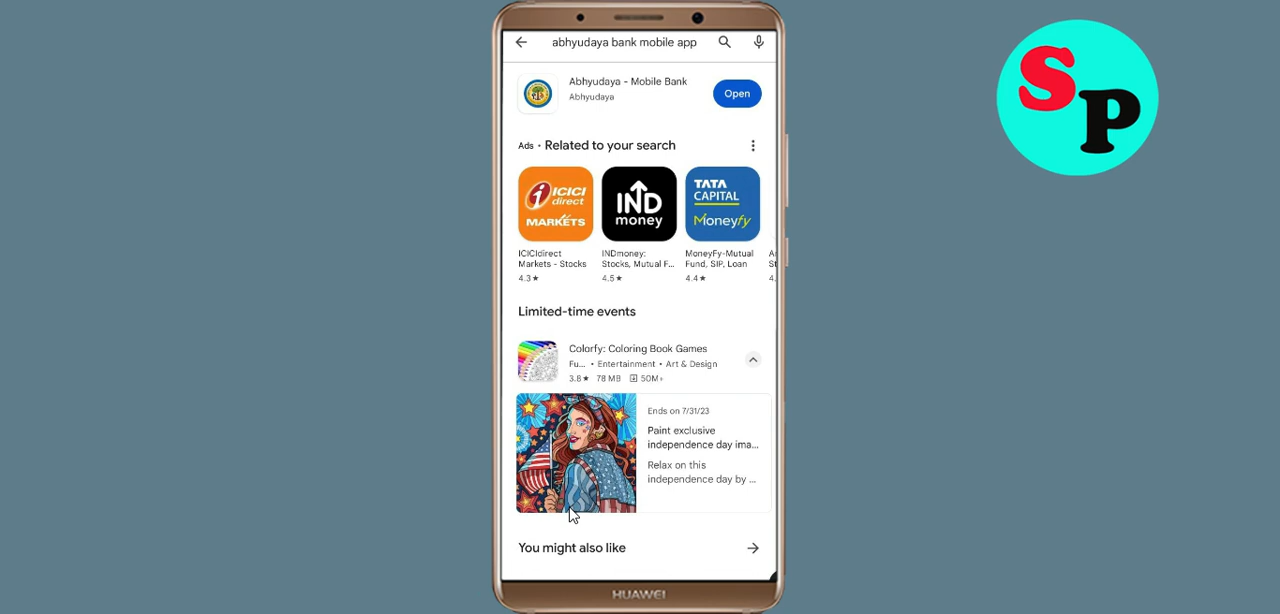 abhyudaya bank mobile app
Abhyudaya - Mobile Bank
Abhyudaya
Open
Ads • Related to your search
ICICI
direct
MARKETS
IND
money
TATA
CAPITAL
Moneyfy
ICICIdirect
Markets - Stocks
4.3★
INDmoney:
Stocks, Mutual F...
4.5★
MoneyFy-Mutual
Fund, SIP, Loan
4.4★
Limited-time events
Colorfy: Coloring Book Games
Fu... • Entertainment • Art & Design
3.8★ 78 MB 50M+
Ends on 7/31/23
Paint exclusive
independence day ima...
Relax on this
independence day by ...
You might also like
HUAWEI
SP